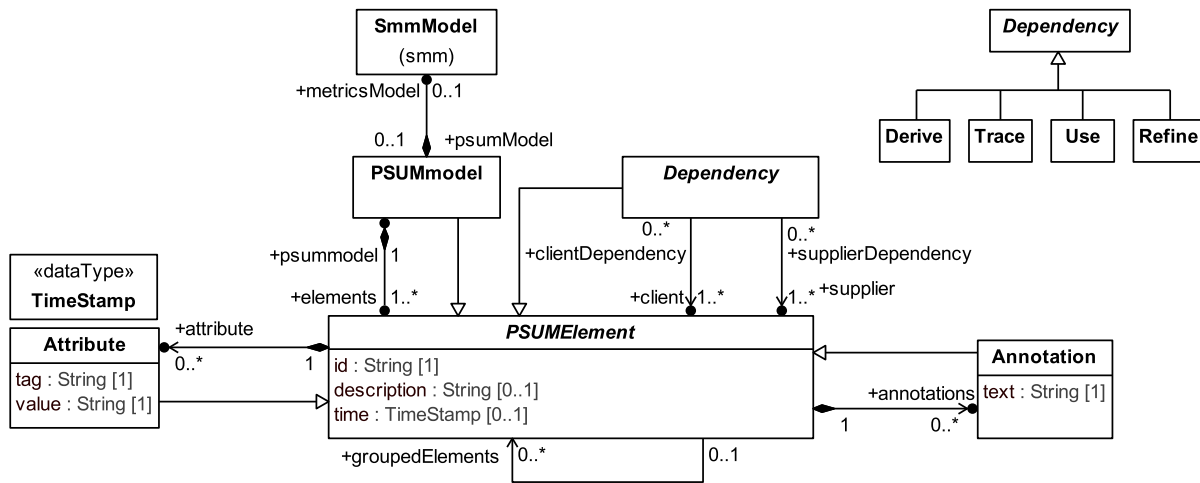 SmmModel
(smm)
+metricsModel 0..1
0..1 +psumModel
PSUMmodel
Dependency
Dependency
Derive
Trace
Use
Refine
+psummodel 1
+elements 1..*
0..*
+clientDependency
+client 1..*
0..*
+supplierDependency
1..* +supplier
«dataType»
TimeStamp
Attribute
tag : String [1]
value : String [1]
+attribute
0..*
1
PSUMElement
id : String [1]
description : String [0..1]
time : TimeStamp [0..1]
Annotation
text : String [1]
+annotations
1
0..*
+groupedElements 0..*
0..1